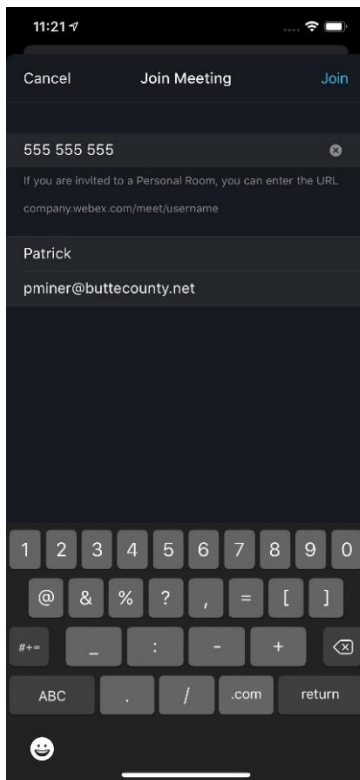 11:21
Cancel Join Meeting Join
555 555 555
If you are invited to a Personal Room, you can enter the URL
company.webex.com/meet/username
Patrick
pminer@buttecounty.net
1 2 3 4 5 6 7 8 9 0
@ & % ? , = [ ]
#+= _ : - +
ABC . / .com return